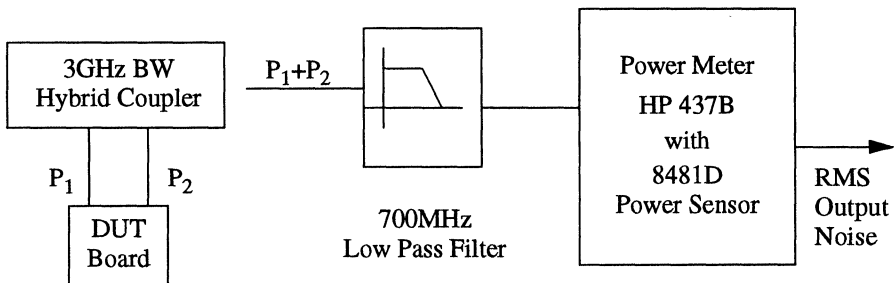 3GHz BW
Hybrid Coupler
P1
P2
DUT
Board
P1+P2
700MHz
Low Pass Filter
Power Meter
HP 437B
with
8481D
Power Sensor
RMS
Output
Noise